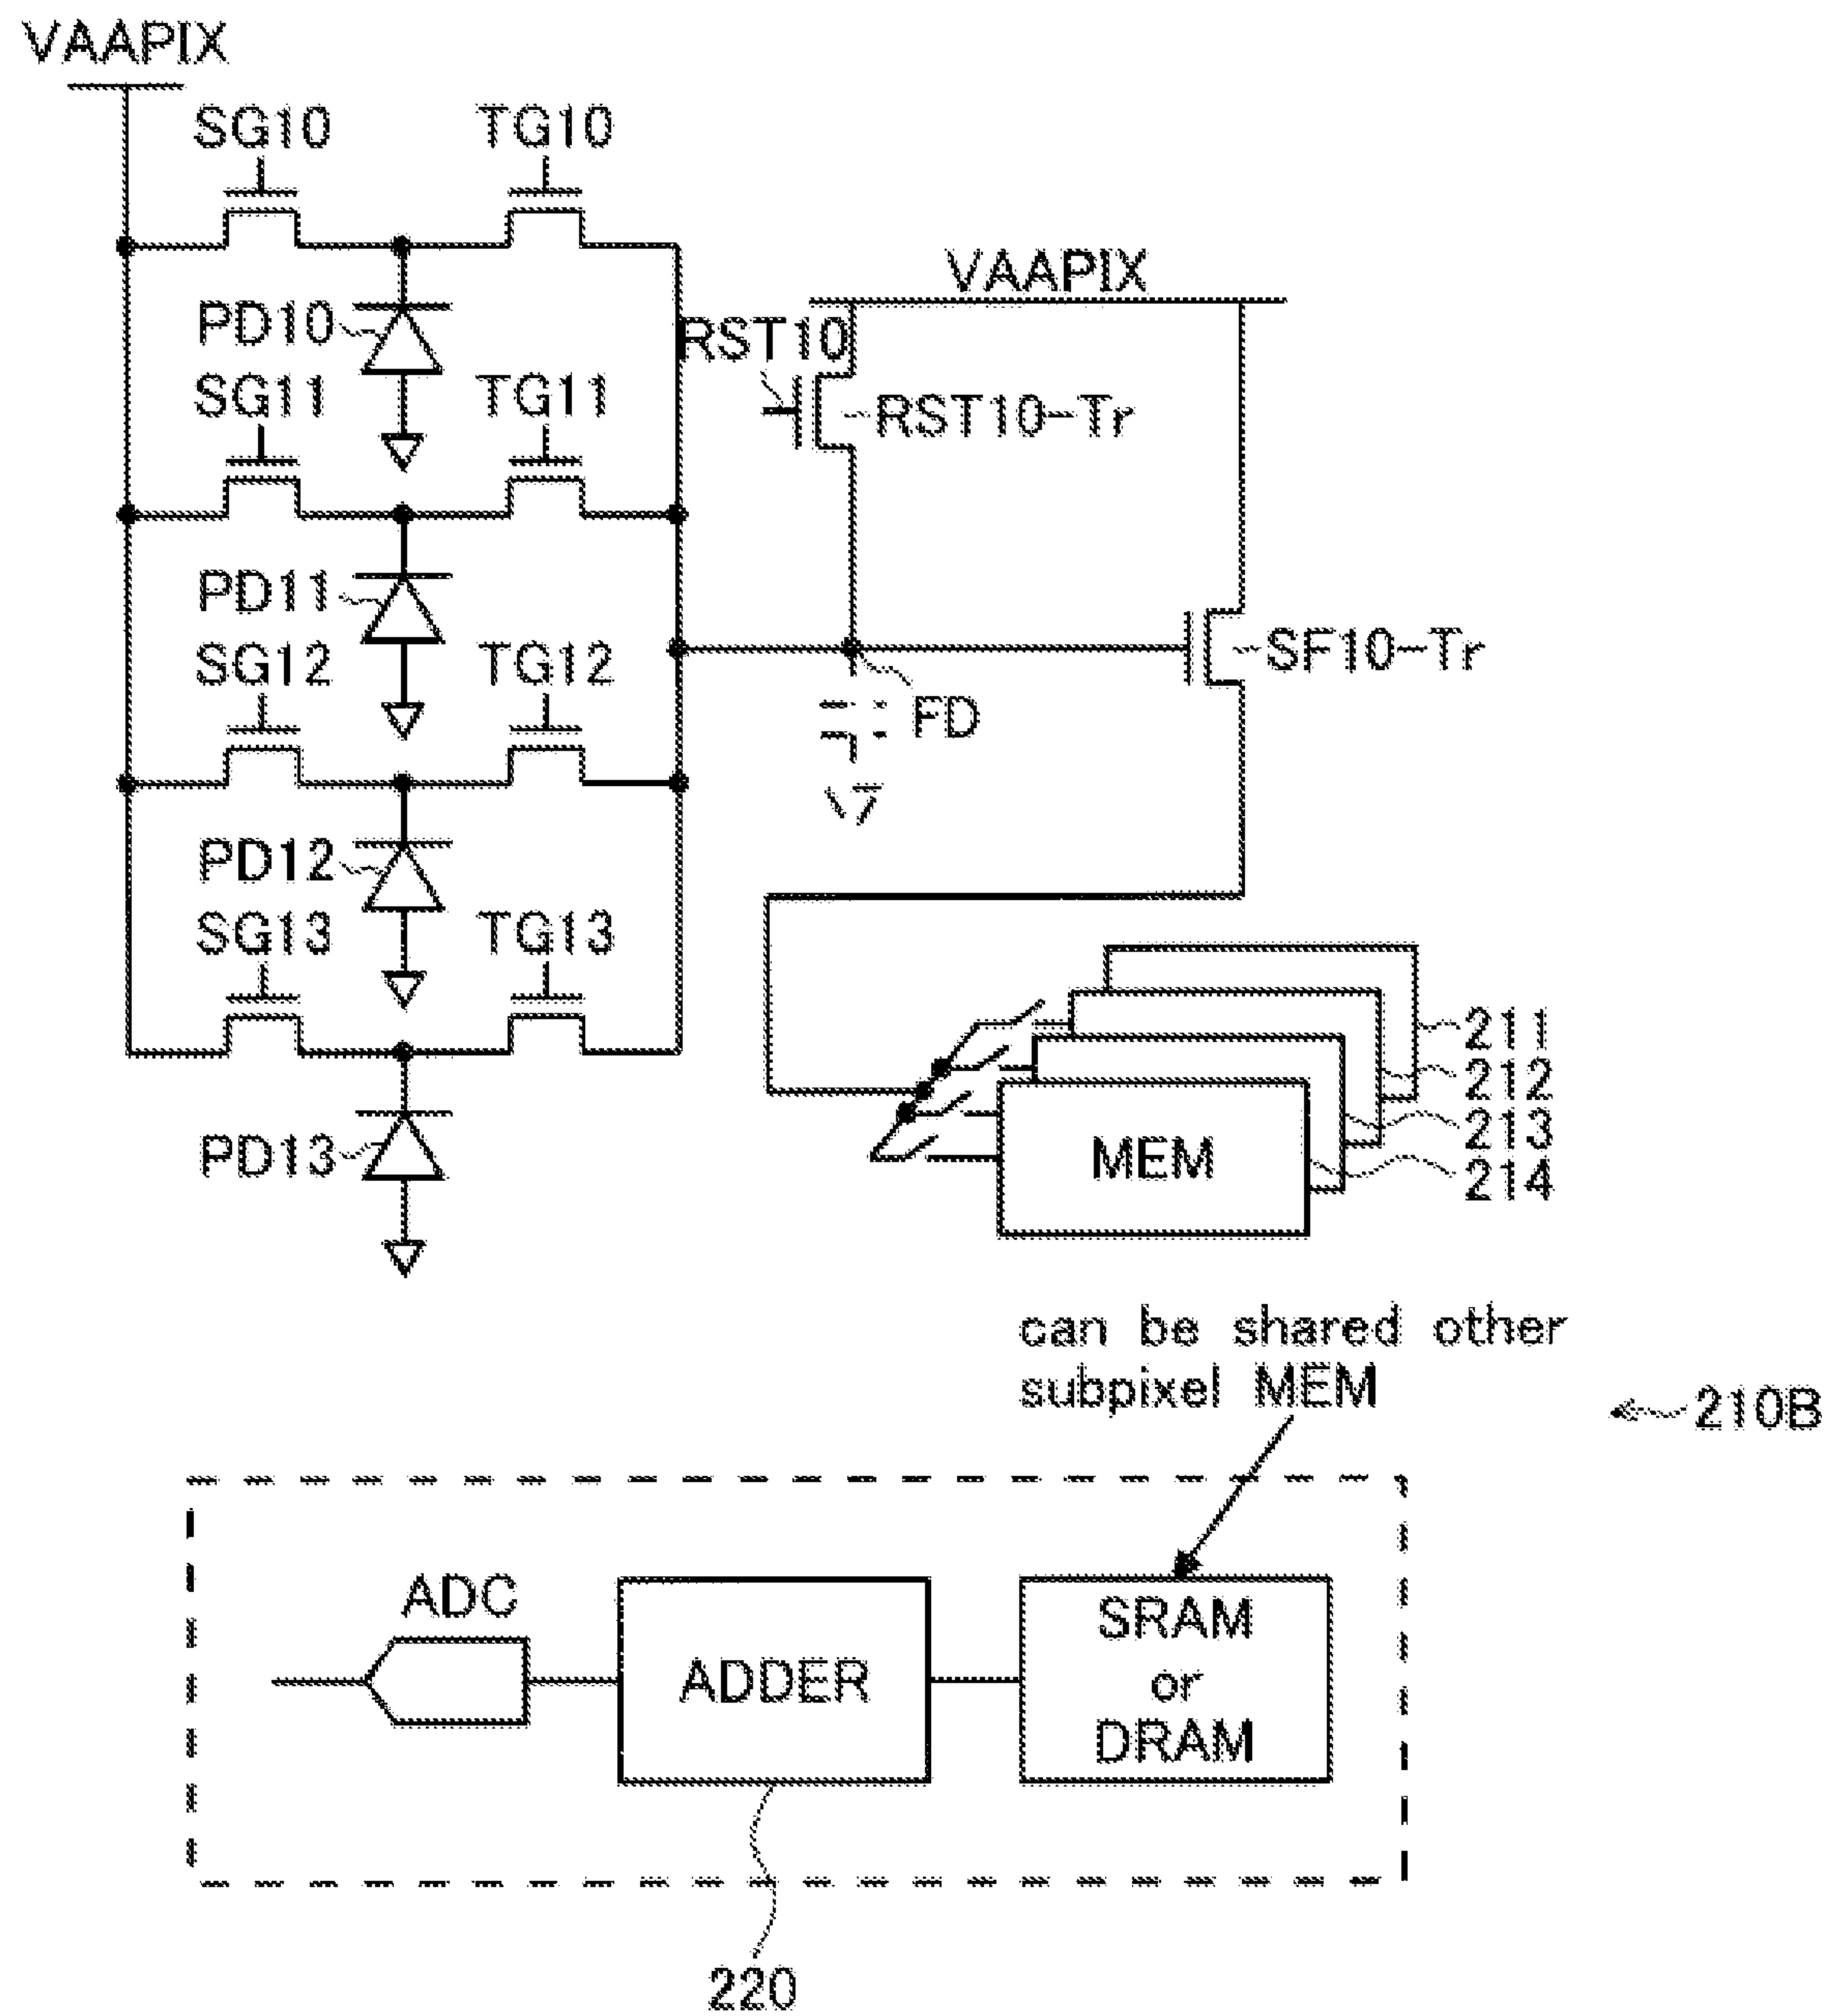 VAAPIX
SG10
TG10
PD10
SG11
TG11
VAAPIX
RST10
RST10-Tr
PD11
SG12
TG12
SF10-Tr
FD
PD12
SG13
TG13
PD13
211
212
213
214
MEM
can be shared other
subpixel MEM
210B
ADC
ADDER
SRAM
or
DRAM
220